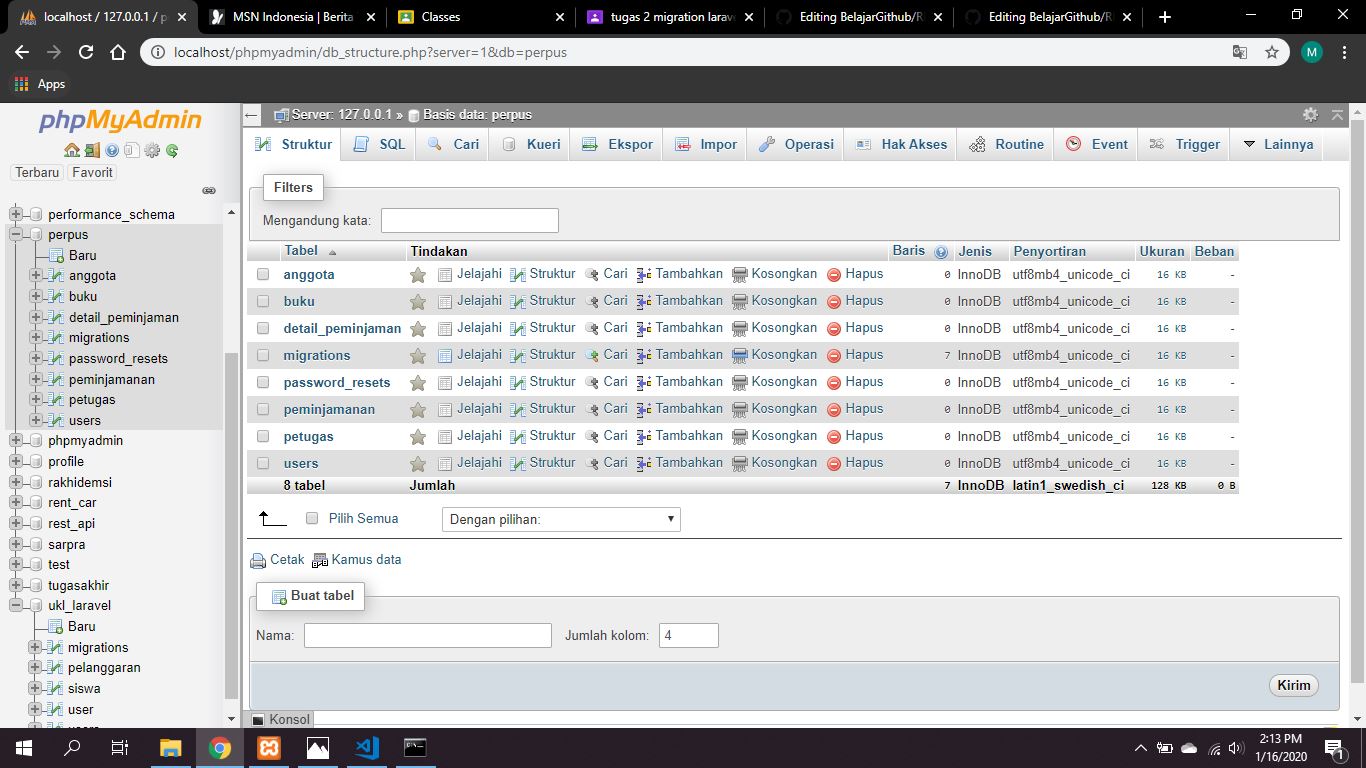 localhost / 127.0.0.1 / p
MSN Indonesia | Berita
Classes
tugas 2 migration larave
Editing BelajarGithub/R
Editing BelajarGithub/R
localhost/phpmyadmin/db_structure.php?server=1&db=perpus
M
Apps
phpMyAdmin
Terbaru Favorit
performance_schema
perpus
Baru
anggota
buku
detail_peminjaman
migrations
password_resets
peminjamanan
petugas
users
phpmyadmin
profile
rakhidemsi
rent_car
rest_api
sarpra
test
tugasakhir
ukl_laravel
Baru
migrations
pelanggaran
siswa
user
Server: 127.0.0.1 » Basis data: perpus
Struktur SQL Cari Kueri Ekspor Impor Operasi Hak Akses Routine Event Trigger Lainnya
Filters
Mengandung kata:
Tabel Tindakan Baris Jenis Penyortiran Ukuran Beban
anggota Jelajahi Struktur Cari Tambahkan Kosongkan Hapus 0 InnoDB utf8mb4_unicode_ci 16 KB -
buku Jelajahi Struktur Cari Tambahkan Kosongkan Hapus 0 InnoDB utf8mb4_unicode_ci 16 KB -
detail_peminjaman Jelajahi Struktur Cari Tambahkan Kosongkan Hapus 0 InnoDB utf8mb4_unicode_ci 16 KB -
migrations Jelajahi Struktur Cari Tambahkan Kosongkan Hapus 7 InnoDB utf8mb4_unicode_ci 16 KB -
password_resets Jelajahi Struktur Cari Tambahkan Kosongkan Hapus 0 InnoDB utf8mb4_unicode_ci 16 KB -
peminjamanan Jelajahi Struktur Cari Tambahkan Kosongkan Hapus 0 InnoDB utf8mb4_unicode_ci 16 KB -
petugas Jelajahi Struktur Cari Tambahkan Kosongkan Hapus 0 InnoDB utf8mb4_unicode_ci 16 KB -
users Jelajahi Struktur Cari Tambahkan Kosongkan Hapus 0 InnoDB utf8mb4_unicode_ci 16 KB -
8 tabel Jumlah 7 InnoDB latin1_swedish_ci 128 KB 0 B
Pilih Semua Dengan pilihan:
Cetak Kamus data
Buat tabel
Nama: Jumlah kolom: 4
Kirim
Konsol
2:13 PM
1/16/2020
1